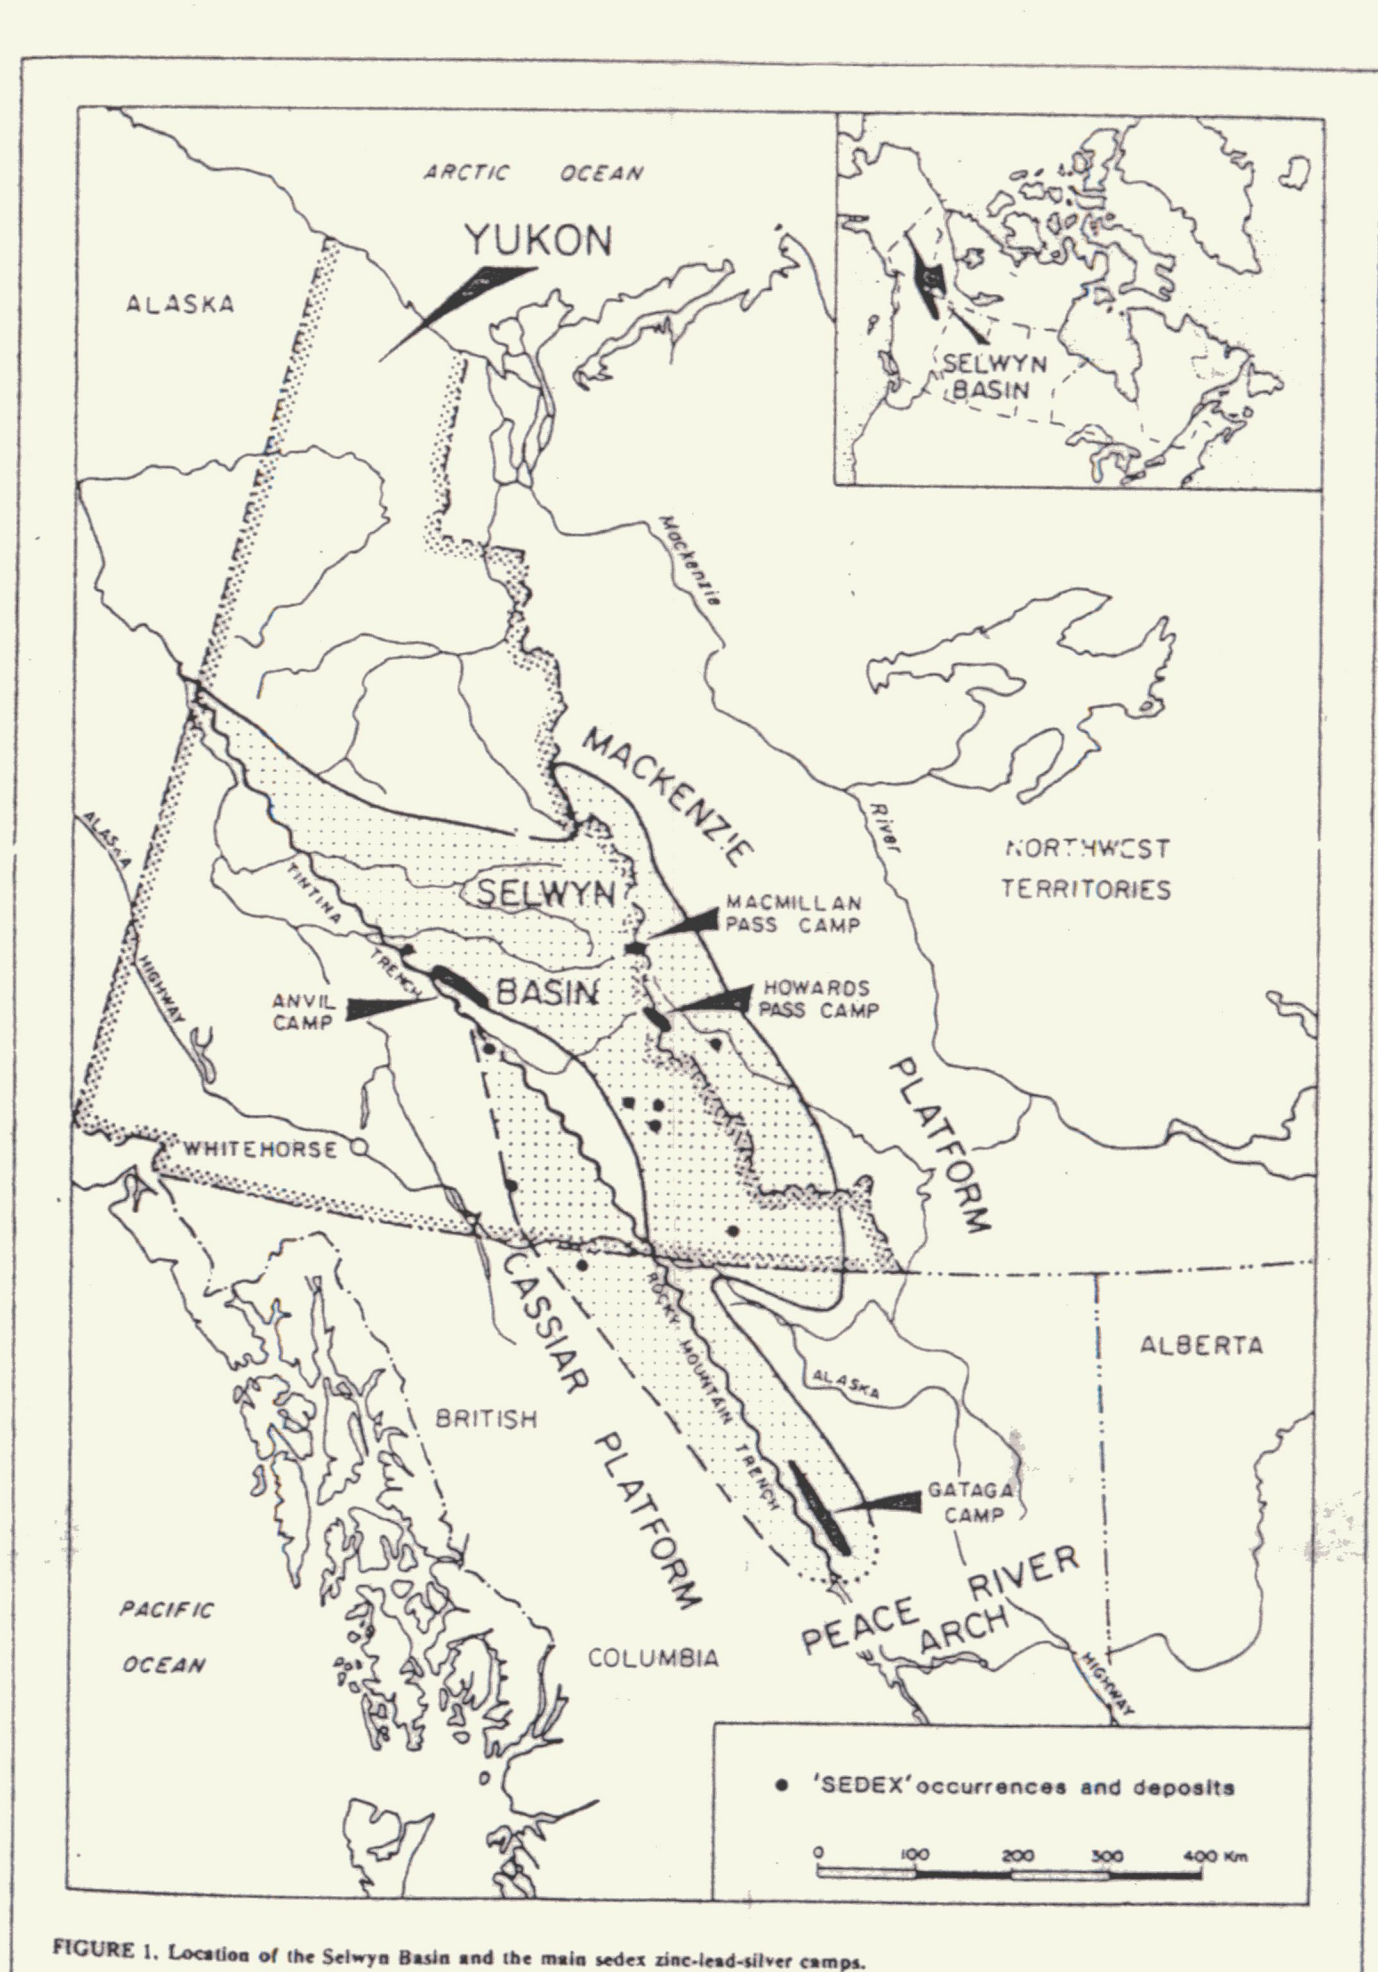 ARCTIC OCEAN
YUKON
ALASKA
SELWYN
BASIN
Mackenzie
River
MACKENZIE
PLATFORM
NORTHWEST
TERRITORIES
ALASKA
HIGHWAY
TINTINA
TRENCH
SELWYN
BASIN
MACMILLAN
PASS CAMP
HOWARDS
PASS CAMP
ANVIL
CAMP
WHITEHORSE
CASSIAR
PLATFORM
ROCKY MOUNTAIN TRENCH
ALASKA
HIGHWAY
ALBERTA
BRITISH
COLUMBIA
GATAGA
CAMP
PEACE RIVER
ARCH
PACIFIC
OCEAN
'SEDEX' occurrences and deposits
0 100 200 300 400 Km
FIGURE 1. Location of the Selwyn Basin and the main sedex zinc-lead-silver camps.